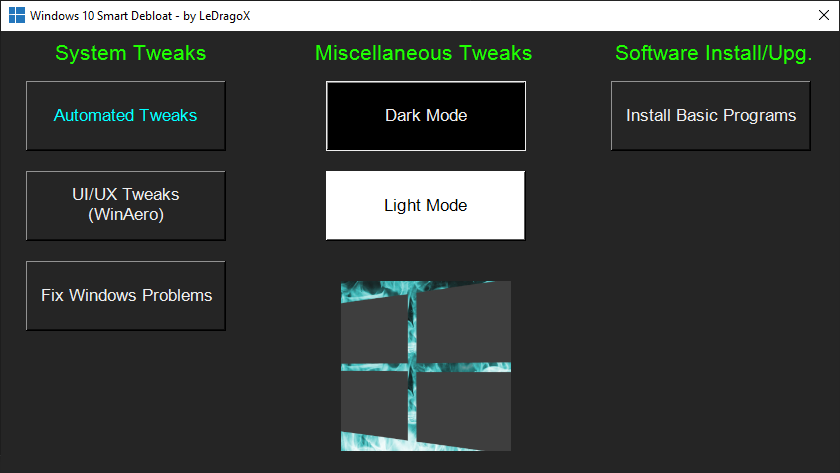 Windows 10 Smart Debloat - by LeDragoX
System Tweaks
Miscellaneous Tweaks
Software Install/Upg.
Automated Tweaks
Dark Mode
Install Basic Programs
UI/UX Tweaks
(WinAero)
Light Mode
Fix Windows Problems